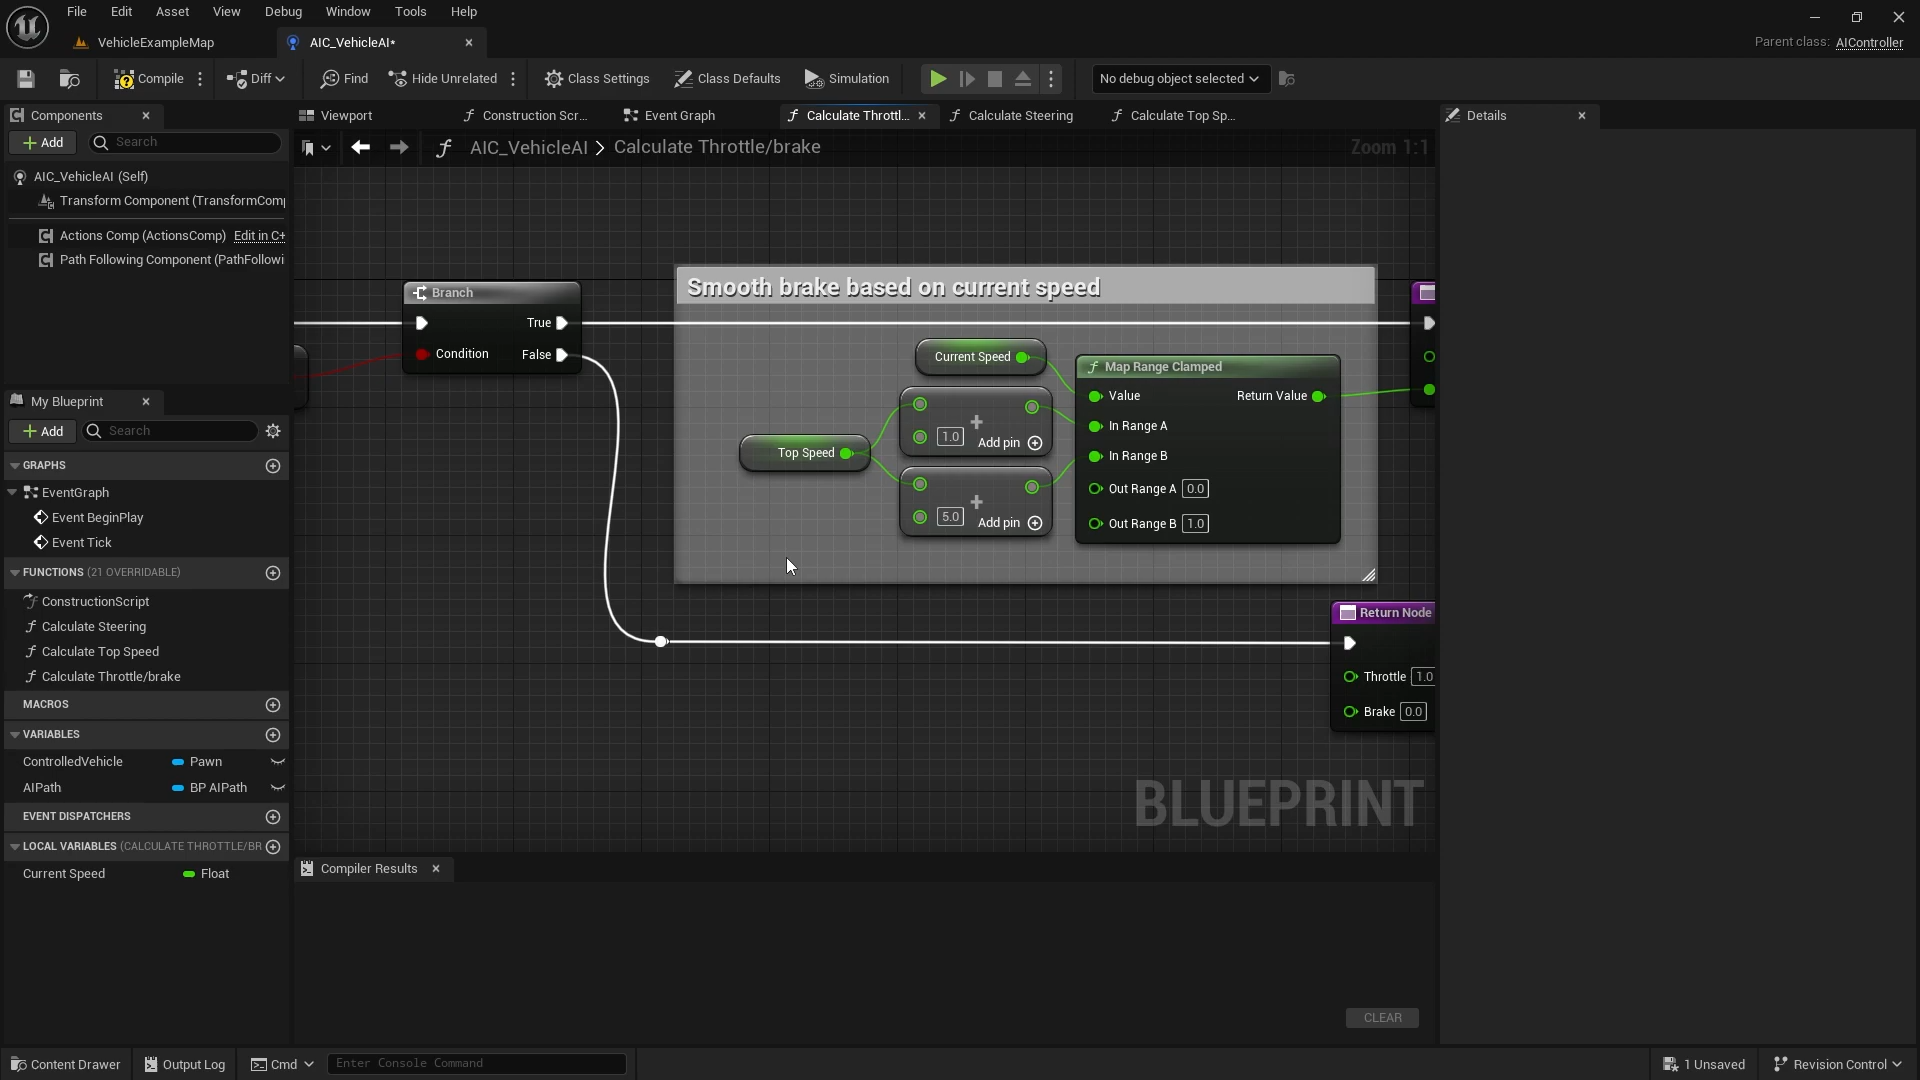 File Edit Asset View Debug Window Tools Help
VehicleExampleMap AIC_VehicleAI* Parent class: AIController
Compile Diff Find Hide Unrelated Class Settings Class Defaults Simulation No debug object selected
Components
Add Search
AIC_VehicleAI (Self)
Transform Component (TransformComp
Actions Comp (ActionsComp) Edit in C+
Path Following Component (PathFollowi
My Blueprint
Add Search
GRAPHS
EventGraph
Event BeginPlay
Event Tick
FUNCTIONS (21 OVERRIDABLE)
ConstructionScript
Calculate Steering
Calculate Top Speed
Calculate Throttle/brake
MACROS
VARIABLES
ControlledVehicle Pawn
AIPath BP AIPath
EVENT DISPATCHERS
LOCAL VARIABLES (CALCULATE THROTTLE/BR
Current Speed Float
Viewport Construction Scr... Event Graph Calculate Throttl... Calculate Steering Calculate Top Sp...
AIC_VehicleAI > Calculate Throttle/brake Zoom 1:1
Branch
True
Condition False
Smooth brake based on current speed
Current Speed
Top Speed
1.0 Add pin
5.0 Add pin
Map Range Clamped
Value Return Value
In Range A
In Range B
Out Range A 0.0
Out Range B 1.0
Return Node
Throttle 1.0
Brake 0.0
BLUEPRINT
Compiler Results
CLEAR
Details
Content Drawer Output Log Cmd Enter Console Command 1 Unsaved Revision Control